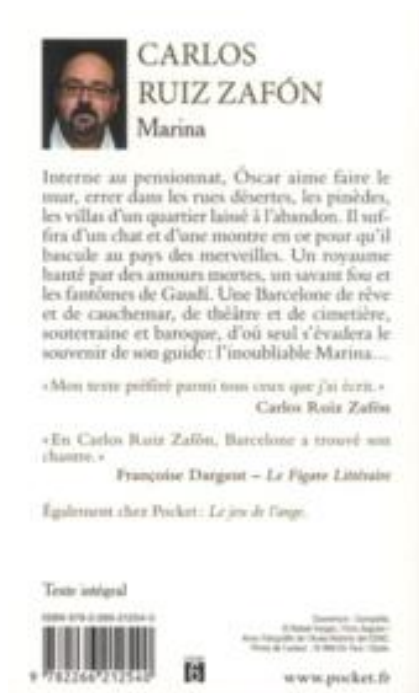 CARLOS
RUIZ ZAFÓN
Marina
Interne au pensionnat, Óscar aime faire le
mur, errer dans les rues désertes, les pinèdes,
les villas d'un quartier laissé à l'abandon. Il suf-
fira d'un chat et d'une montre en or pour qu'il
bascule au pays des merveilles. Un royaume
hanté par des amours mortes, un savant fou et
les fantômes de Gaudí. Une Barcelone de rêve
et de cauchemar, de théâtre et de cimetière,
souterraine et baroque, d'où seul s'évadera le
souvenir de son guide : l'inoubliable Marina…
« Mon texte préféré parmi tous ceux que j'ai écrit. »
Carlos Ruiz Zafón
« En Carlos Ruiz Zafón, Barcelone a trouvé son
chantre. »
Françoise Dargent – Le Figaro Littéraire
Également chez Pocket : Le jeu de l'ange.
Texte intégral
9 782266 212540
www.pocket.fr